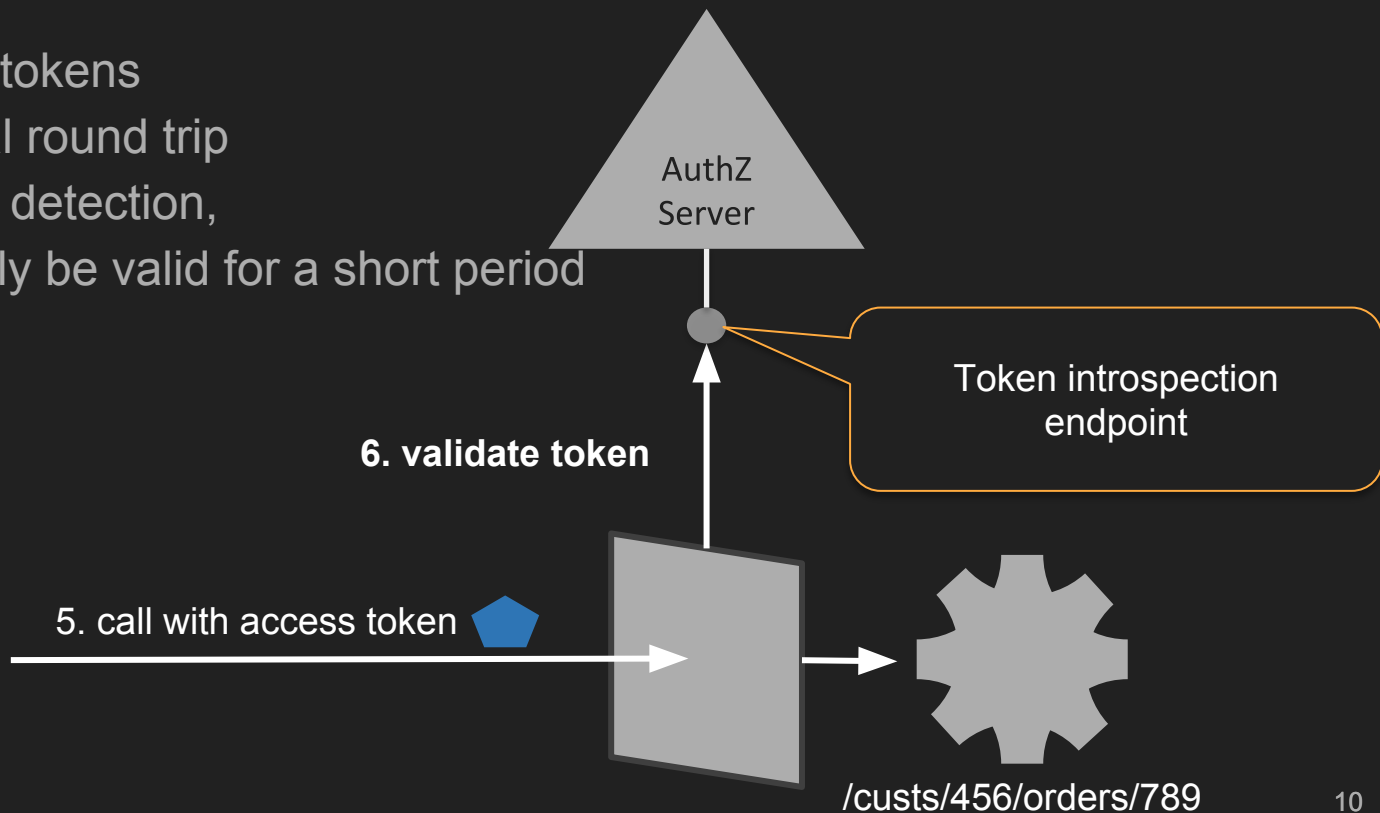 tokens
l round trip
detection,
ly be valid for a short period
AuthZ
Server
Token introspection
endpoint
6. validate token
5. call with access token
/custs/456/orders/789
10